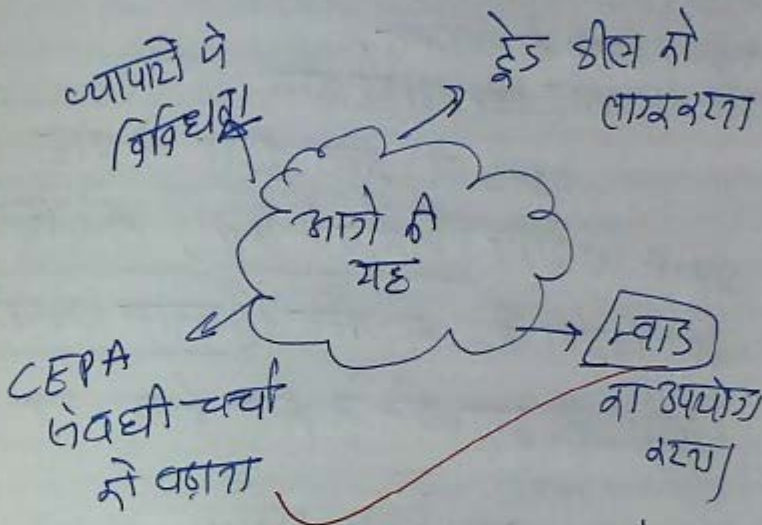 व्यापार में
विविधता
ट्रेड डील को
लागू करना
आगे की
राह
CEPA
संबंधी चर्चा
को बढ़ाना
क्वाड
का उपयोग
करना